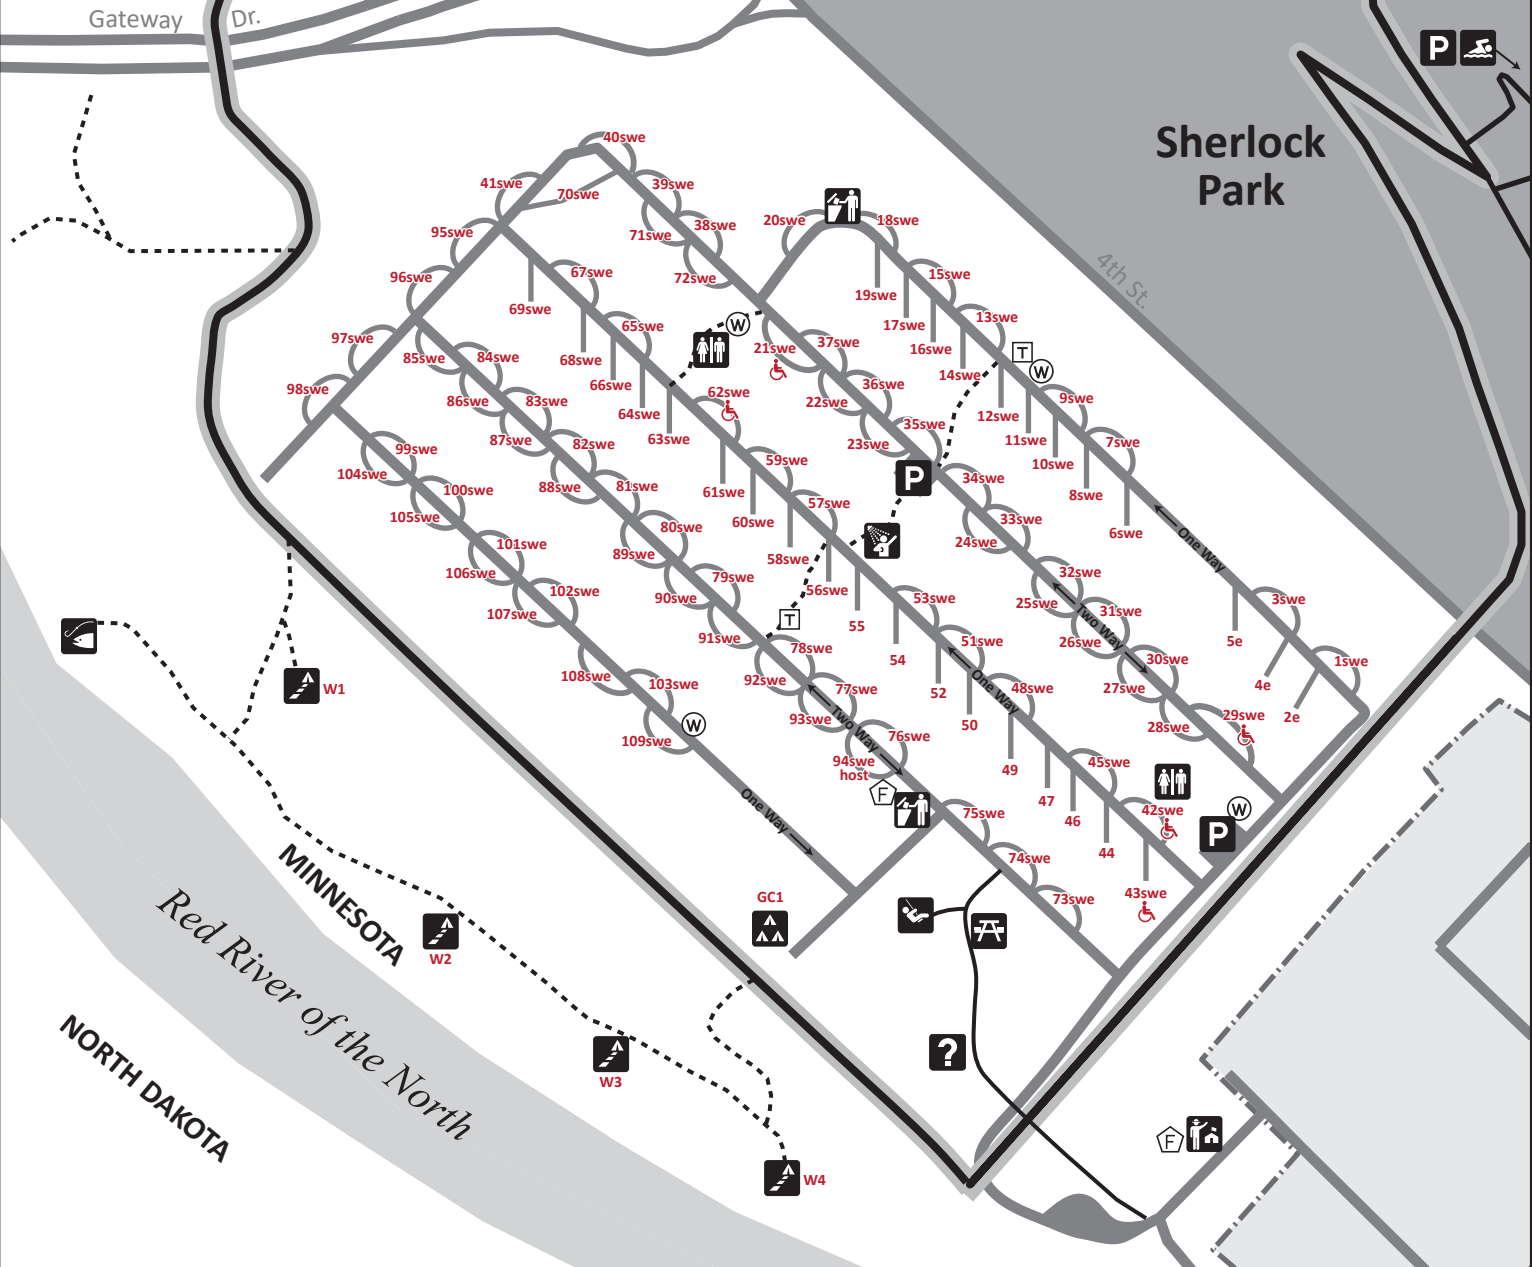 Gateway Dr.
P
Sherlock
Park
4th St.
40swe
41swe
70swe
39swe
95swe
71swe
38swe
20swe
18swe
96swe
67swe
72swe
15swe
69swe
19swe
97swe
65swe
W
17swe
13swe
85swe
84swe
68swe
21swe
37swe
16swe
T
W
98swe
66swe
14swe
86swe
83swe
64swe
62swe
22swe
36swe
12swe
9swe
87swe
82swe
63swe
23swe
35swe
11swe
7swe
99swe
104swe
59swe
10swe
100swe
88swe
81swe
61swe
P
34swe
8swe
105swe
57swe
60swe
33swe
6swe
One Way
101swe
80swe
89swe
58swe
24swe
106swe
79swe
56swe
32swe
102swe
90swe
53swe
25swe
31swe
3swe
107swe
T
55
Two Way
91swe
78swe
51swe
26swe
5e
54
30swe
1swe
108swe
103swe
92swe
77swe
52
48swe
27swe
4e
W1
One Way
93swe
50
28swe
29swe
2e
109swe
W
Two Way
76swe
94swe
host
49
45swe
F
47
42swe
W
One Way
75swe
46
P
44
74swe
MINNESOTA
GC1
73swe
43swe
Red River of the North
W2
NORTH DAKOTA
?
W3
F
W4